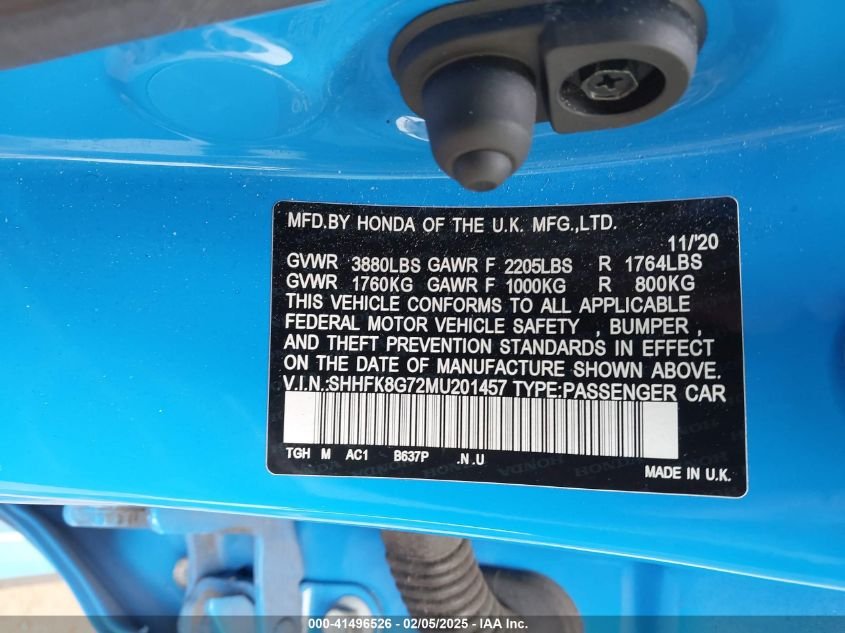 MFD.BY HONDA OF THE U.K. MFG.,LTD.
11/'20
GVWR 3880LBS GAWR F 2205LBS R 1764LBS
GVWR 1760KG GAWR F 1000KG R 800KG
THIS VEHICLE CONFORMS TO ALL APPLICABLE
FEDERAL MOTOR VEHICLE SAFETY , BUMPER ,
AND THEFT PREVENTION STANDARDS IN EFFECT
ON THE DATE OF MANUFACTURE SHOWN ABOVE.
V.I.N.:SHHFK8G72MU201457 TYPE:PASSENGER CAR
TGH M AC1 B637P .N .U
MADE IN U.K.
000-41496526 - 02/05/2025 - IAA Inc.